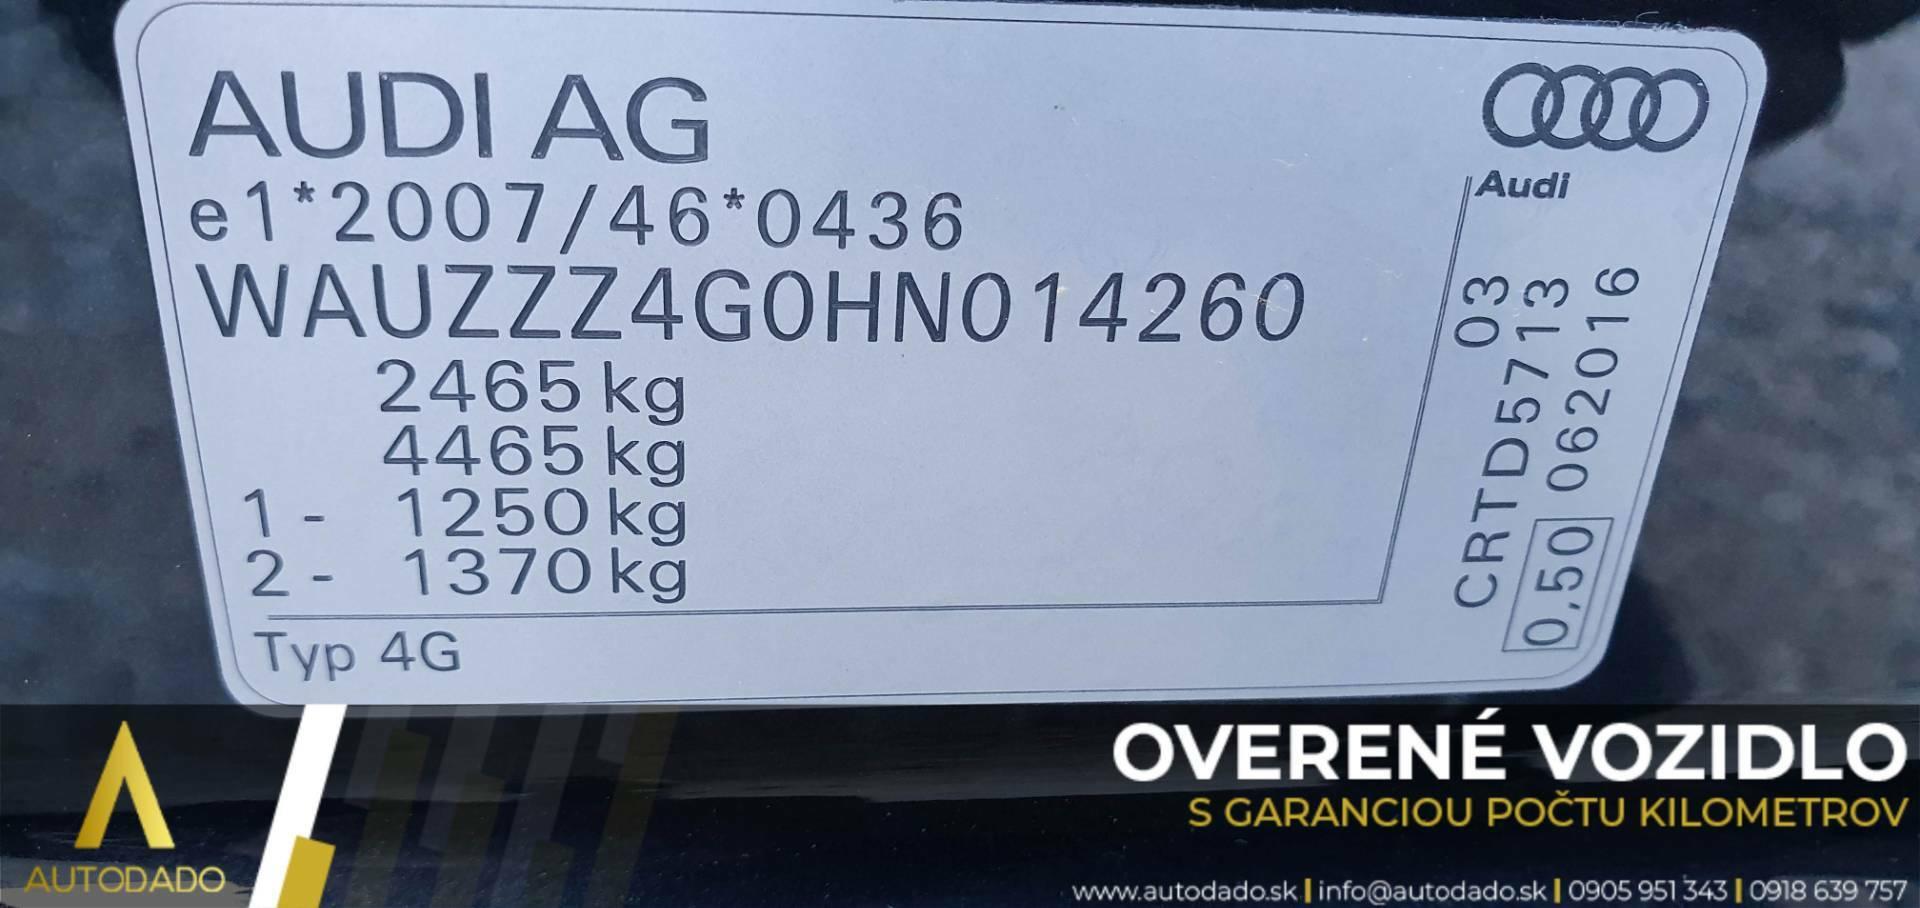 AUDI AG
e1*2007/46*0436
WAUZZZ4G0HN014260
2465 kg
4465 kg
1 - 1250 kg
2 - 1370 kg
Typ 4G
Audi
CRTD5713 03
0,50 062016
AUTODADO
OVERENÉ VOZIDLO
S GARANCIOU POČTU KILOMETROV
www.autodado.sk | info@autodado.sk | 0905 951 343 | 0918 639 757